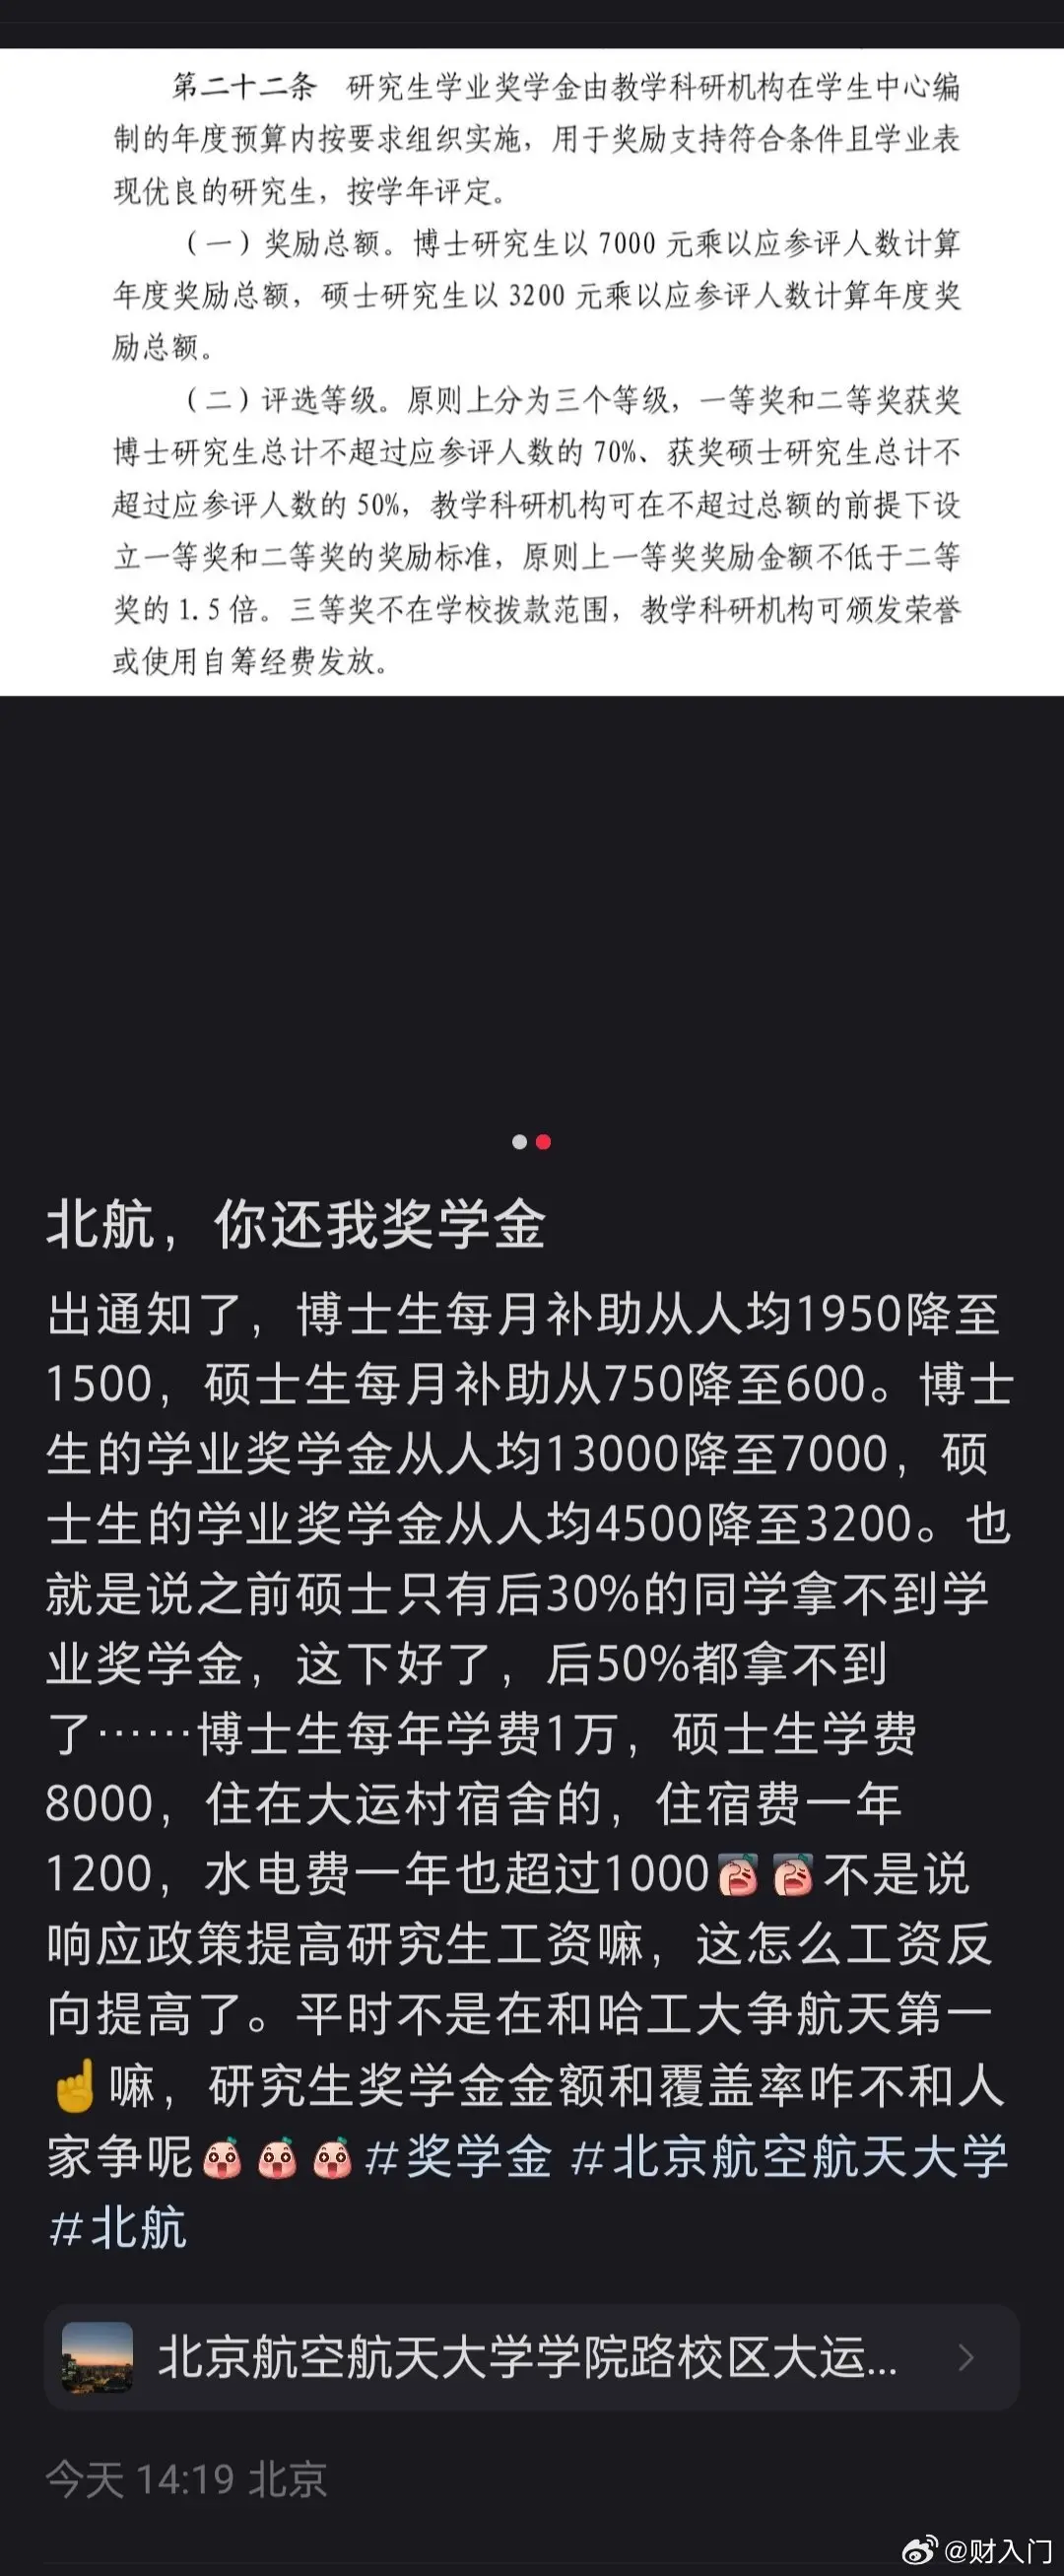 第二十二条 研究生学业奖学金由教学科研机构在学生中心编
制的年度预算内按要求组织实施，用于奖励支持符合条件且学业表
现优良的研究生，按学年评定。
（一）奖励总额。博士研究生以 7000 元乘以应参评人数计算
年度奖励总额，硕士研究生以 3200 元乘以应参评人数计算年度奖
励总额。
（二）评选等级。原则上分为三个等级，一等奖和二等奖获奖
博士研究生总计不超过应参评人数的 70%、获奖硕士研究生总计不
超过应参评人数的 50%，教学科研机构可在不超过总额的前提下设
立一等奖和二等奖的奖励标准，原则上一等奖奖励金额不低于二等
奖的 1.5 倍。三等奖不在学校拨款范围，教学科研机构可颁发荣誉
或使用自筹经费发放。
北航，你还我奖学金
出通知了，博士生每月补助从人均1950降至
1500，硕士生每月补助从750降至600。博士
生的学业奖学金从人均13000降至7000，硕
士生的学业奖学金从人均4500降至3200。也
就是说之前硕士只有后30%的同学拿不到学
业奖学金，这下好了，后50%都拿不到
了……博士生每年学费1万，硕士生学费
8000，住在大运村宿舍的，住宿费一年
1200，水电费一年也超过1000不是说
响应政策提高研究生工资嘛，这怎么工资反
向提高了。平时不是在和哈工大争航天第一
☝嘛，研究生奖学金金额和覆盖率咋不和人
家争呢#奖学金 #北京航空航天大学
#北航
北京航空航天大学学院路校区大运...
今天 14:19 北京
@财入门